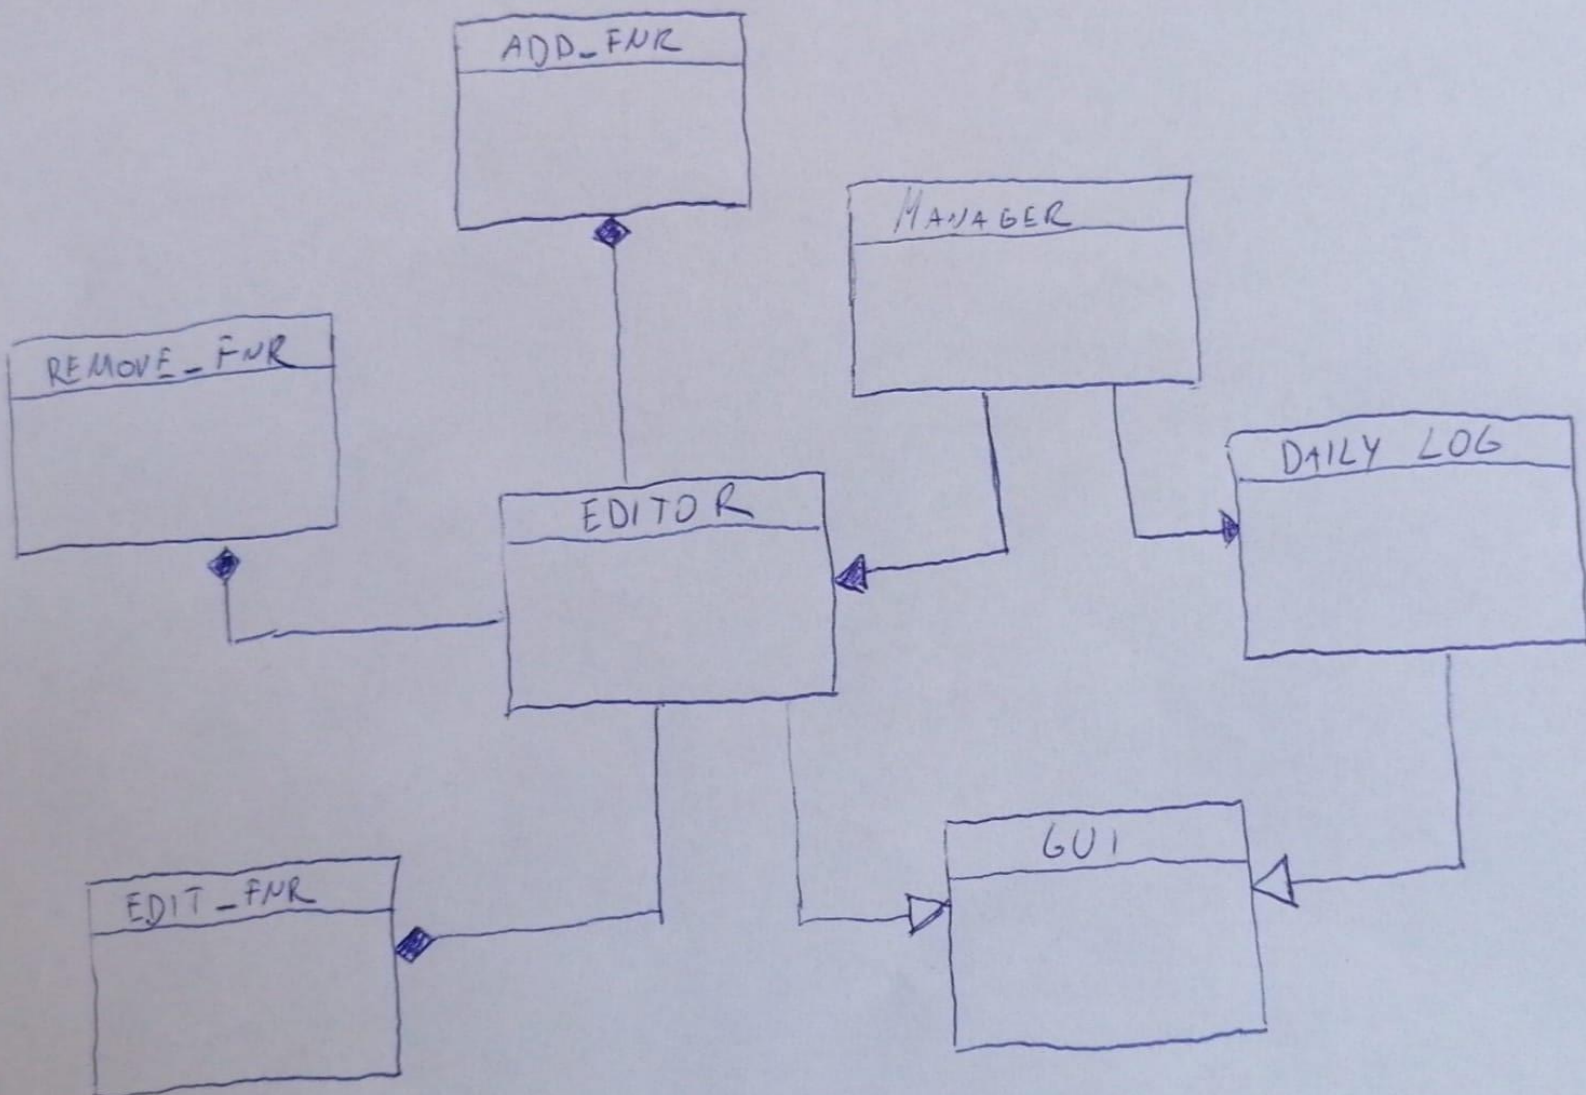 ADD_FNR
MANAGER
REMOVE_FNR
DAILY LOG
EDITOR
GUI
EDIT_FNR